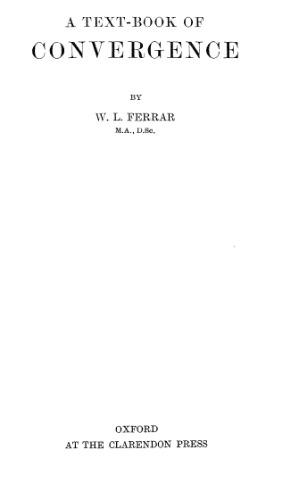 A TEXT-BOOK OF
CONVERGENCE
BY
W. L. FERRAR
M.A., D.Sc.
OXFORD
AT THE CLARENDON PRESS